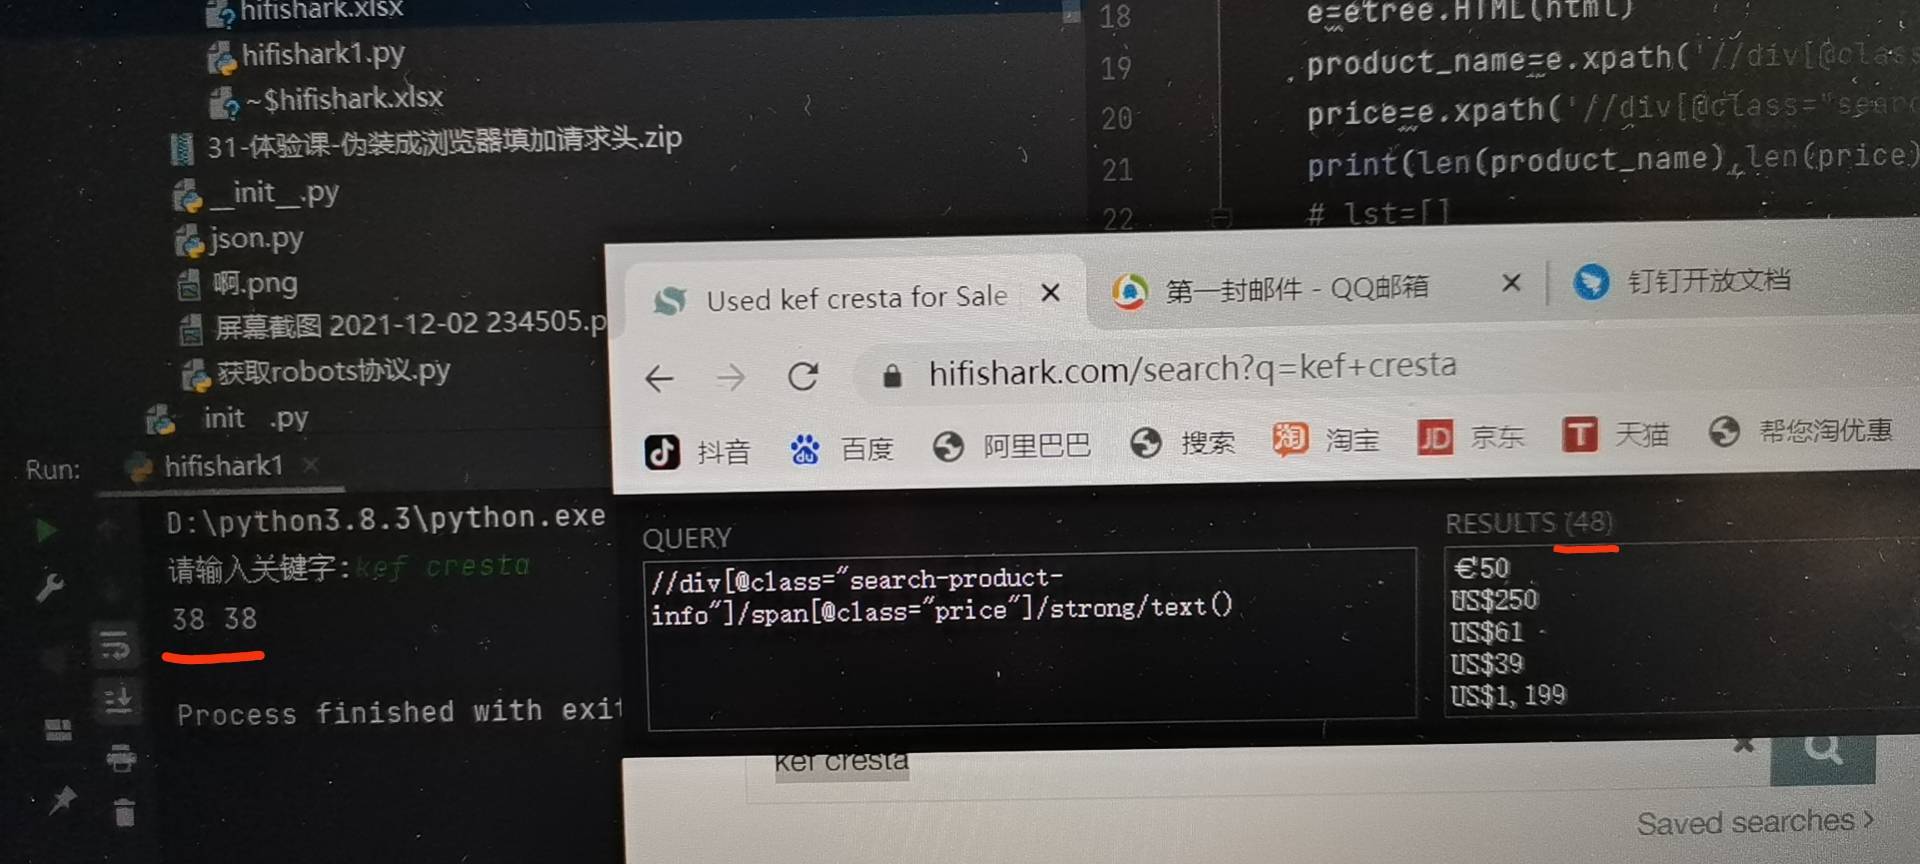 hifishark.xlsx
hifishark1.py
~$hifishark.xlsx
31-体验课-伪装成浏览器填加请求头.zip
__init__.py
json.py
啊.png
屏幕截图 2021-12-02 234505.p
获取robots协议.py
init .py
18 e=etree.HTML(html)
19 product_name=e.xpath('//div[@class
20 price=e.xpath('//div[@class="searc
21 print(len(product_name),len(price)
22 # lst=[]
Used kef cresta for Sale
第一封邮件 - QQ邮箱
钉钉开放文档
hifishark.com/search?q=kef+cresta
抖音 百度 阿里巴巴 搜索 淘宝 京东 天猫 帮您淘优惠
Run: hifishark1
D:\python3.8.3\python.exe
请输入关键字:kef cresta
38 38
Process finished with exit
QUERY
//div[@class="search-product-
info"]/span[@class="price"]/strong/text()
RESULTS (48)
€50
US$250
US$61
US$39
US$1,199
kef cresta
Saved searches >